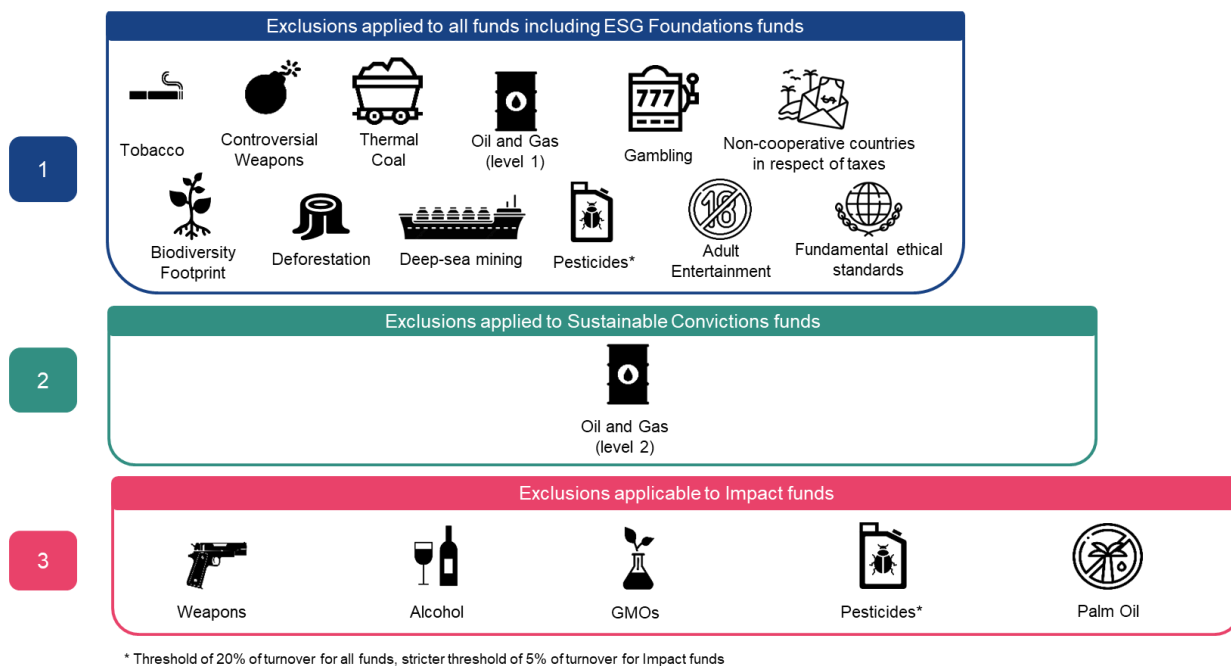 Exclusions applied to all funds including ESG Foundations funds
1
777
$
Tobacco
Controversial
Weapons
Thermal
Coal
Oil and Gas
(level 1)
Gambling
Non-cooperative countries
in respect of taxes
18
Biodiversity
Footprint
Deforestation
Deep-sea mining
Pesticides*
Adult
Entertainment
Fundamental ethical
standards
Exclusions applied to Sustainable Convictions funds
2
Oil and Gas
(level 2)
Exclusions applicable to Impact funds
3
Weapons
Alcohol
GMOs
Pesticides*
Palm Oil
* Threshold of 20% of turnover for all funds, stricter threshold of 5% of turnover for Impact funds